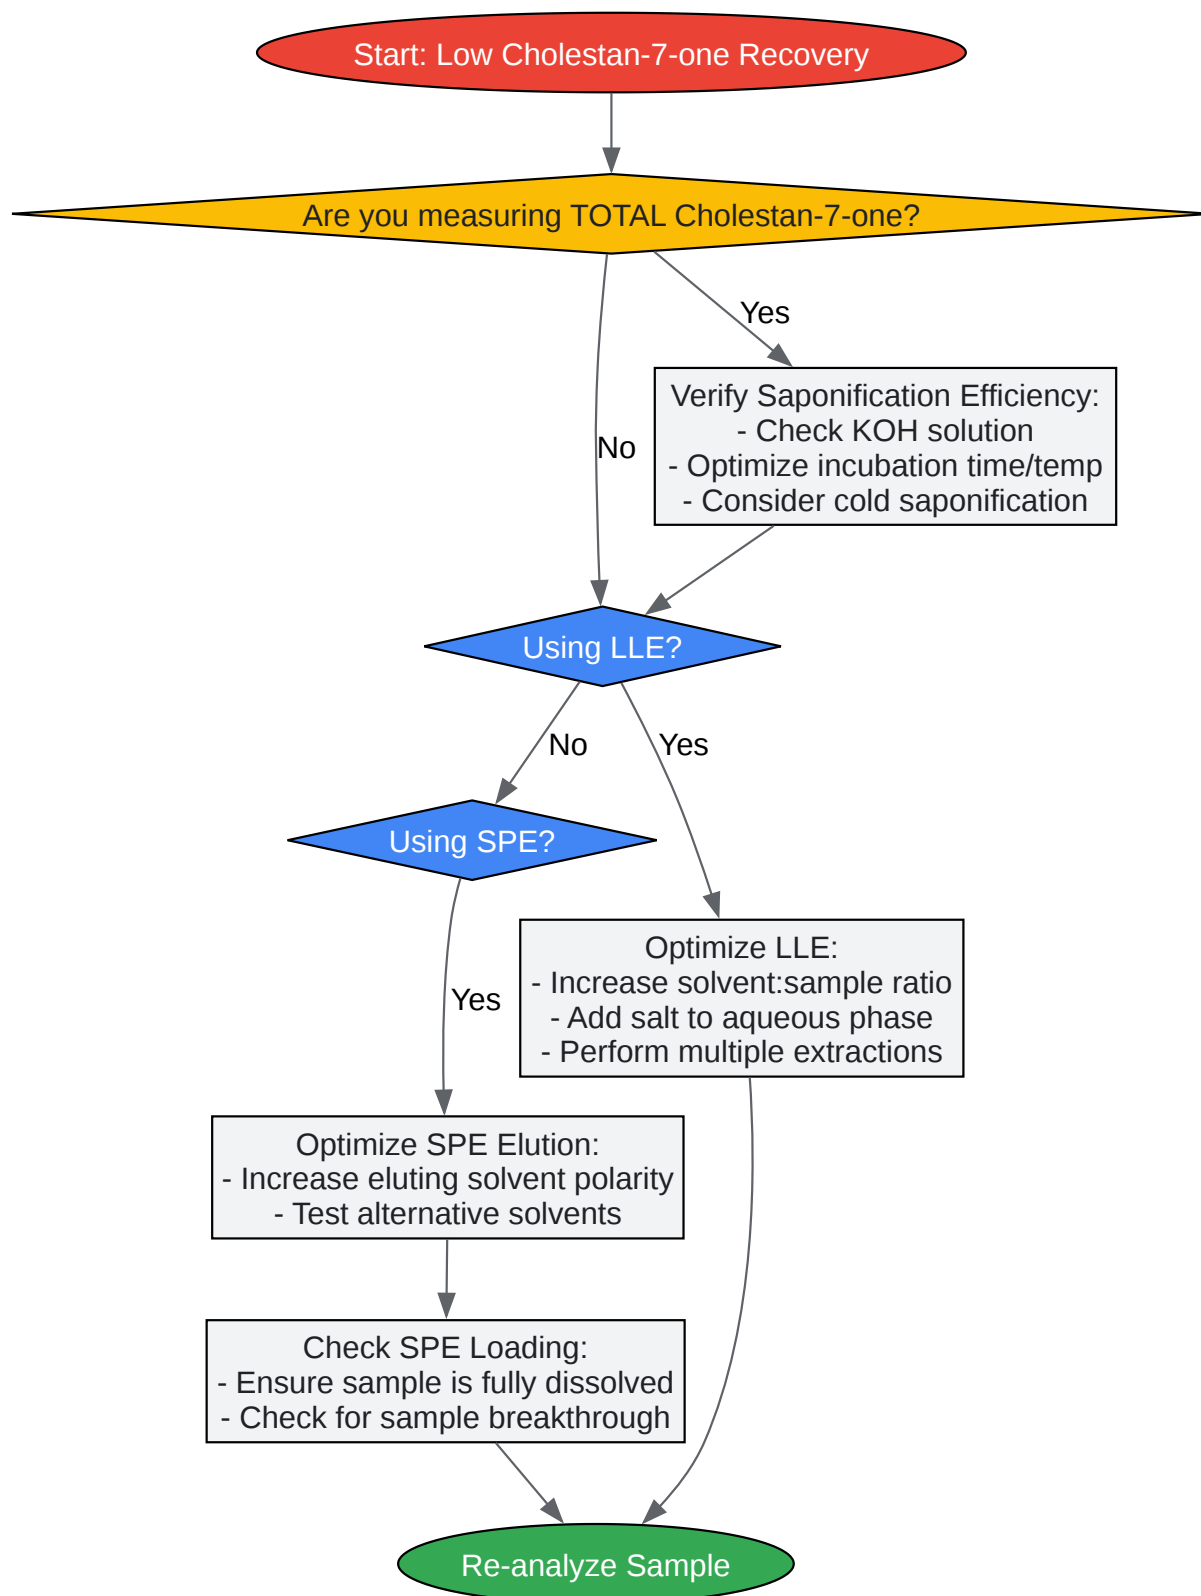 Start: Low Cholestan-7-one Recovery
Are you measuring TOTAL Cholestan-7-one?
Yes
Verify Saponification Efficiency:
- Check KOH solution
- Optimize incubation time/temp
- Consider cold saponification
No
Using LLE?
No
Yes
Using SPE?
Optimize LLE:
- Increase solvent:sample ratio
- Add salt to aqueous phase
- Perform multiple extractions
Yes
Optimize SPE Elution:
- Increase eluting solvent polarity
- Test alternative solvents
Check SPE Loading:
- Ensure sample is fully dissolved
- Check for sample breakthrough
Re-analyze Sample